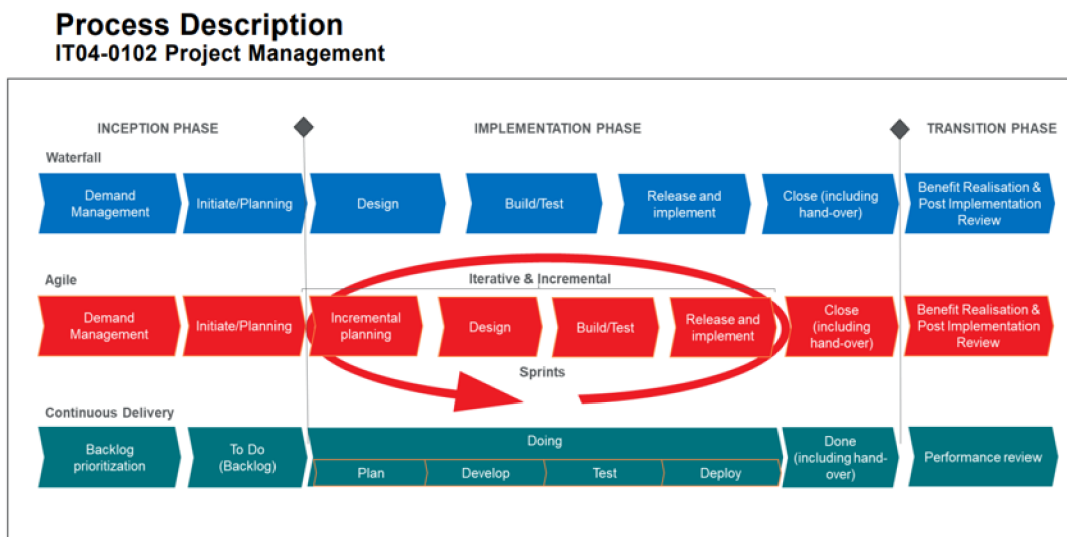 Process Description
IT04-0102 Project Management
INCEPTION PHASE
IMPLEMENTATION PHASE
TRANSITION PHASE
Waterfall
Demand
Management
Initiate/Planning
Design
Build/Test
Release and
implement
Close (including
hand-over)
Benefit Realisation &
Post Implementation
Review
Agile
Iterative & Incremental
Demand
Management
Initiate/Planning
Incremental
planning
Design
Build/Test
Release and
implement
Close
(including
hand-over)
Benefit Realisation &
Post Implementation
Review
Sprints
Continuous Delivery
Backlog
prioritization
To Do
(Backlog)
Doing
Plan
Develop
Test
Deploy
Done
(including hand-
over)
Performance review